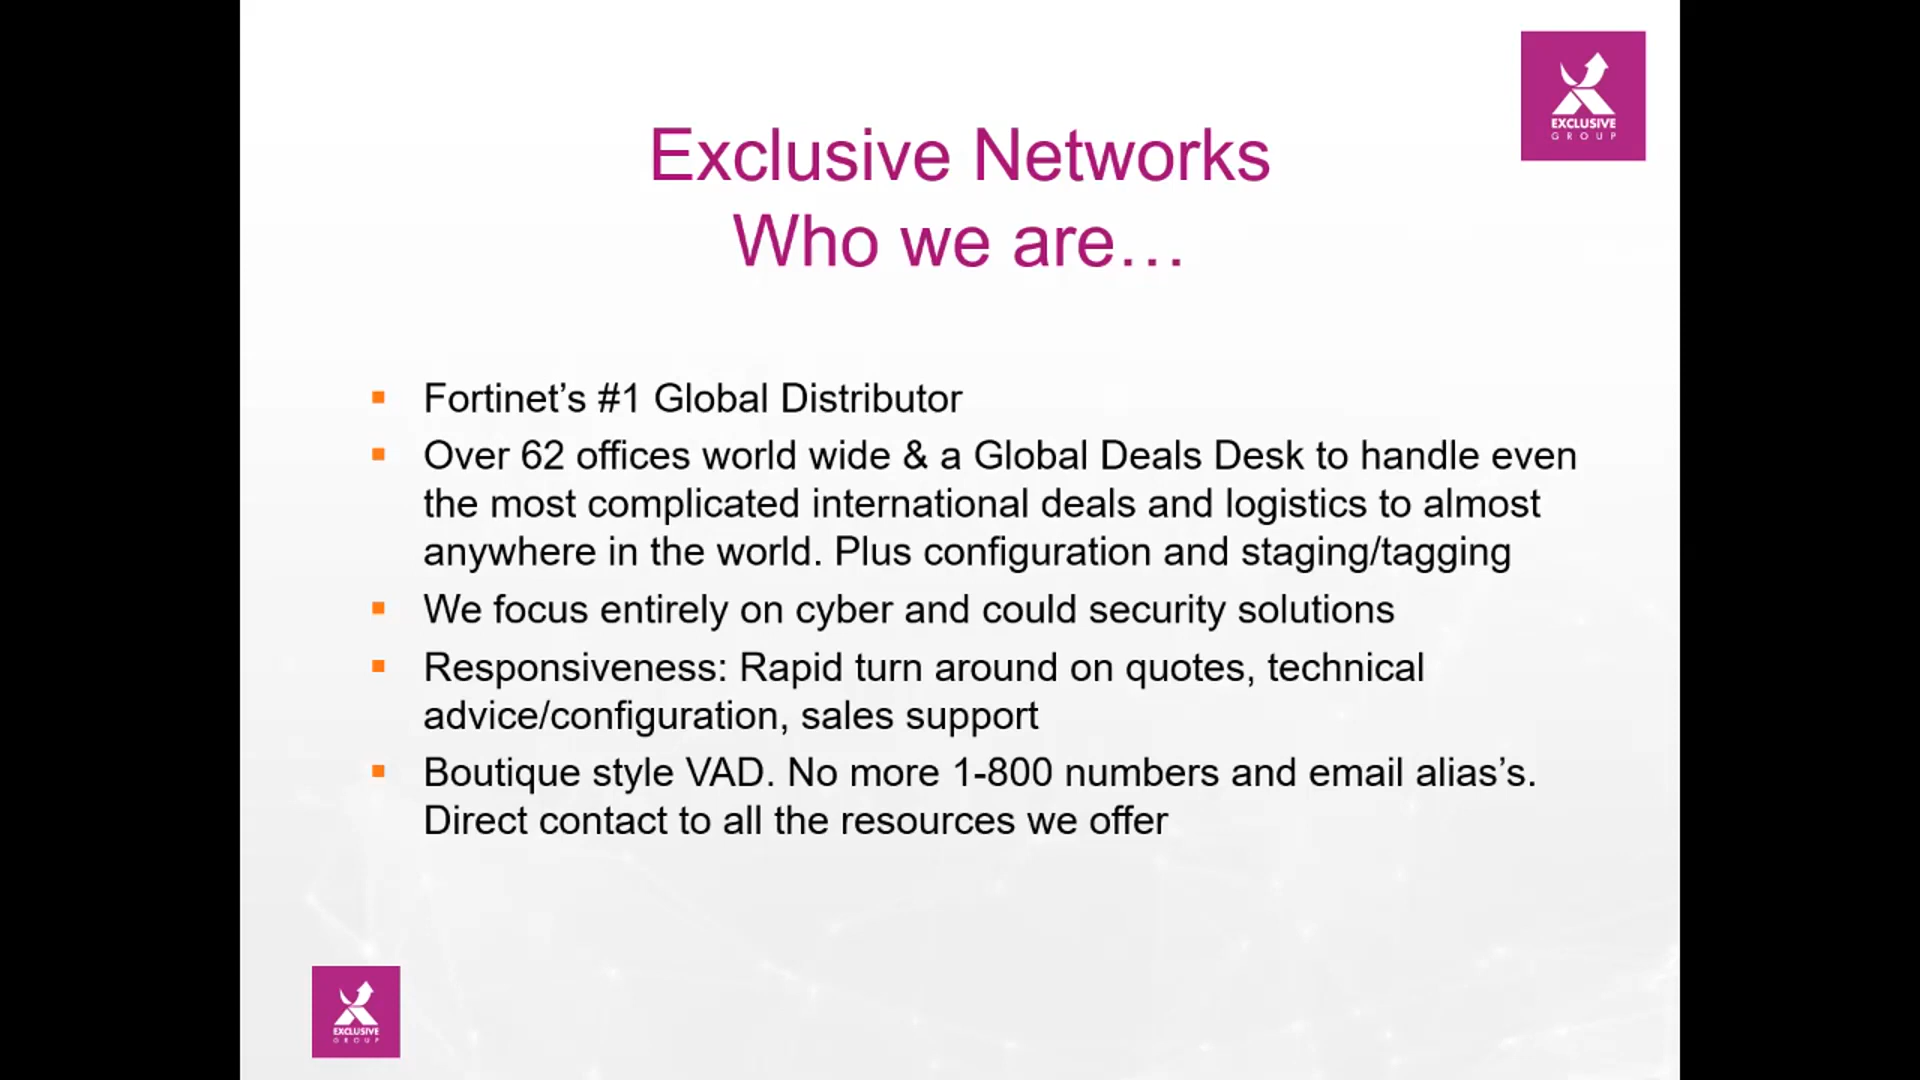 EXCLUSIVE
GROUP
Exclusive Networks
Who we are…
Fortinet’s #1 Global Distributor
Over 62 offices world wide & a Global Deals Desk to handle even
the most complicated international deals and logistics to almost
anywhere in the world. Plus configuration and staging/tagging
We focus entirely on cyber and could security solutions
Responsiveness: Rapid turn around on quotes, technical
advice/configuration, sales support
Boutique style VAD. No more 1-800 numbers and email alias’s.
Direct contact to all the resources we offer
EXCLUSIVE
GROUP